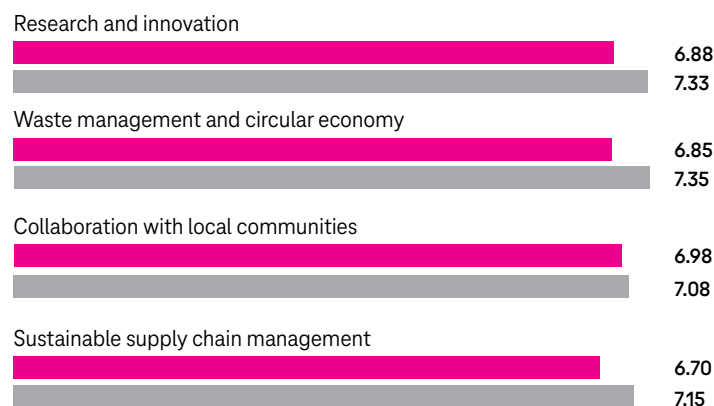 Research and innovation
6.88
7.33
Waste management and circular economy
6.85
7.35
Collaboration with local communities
6.98
7.08
Sustainable supply chain management
6.70
7.15